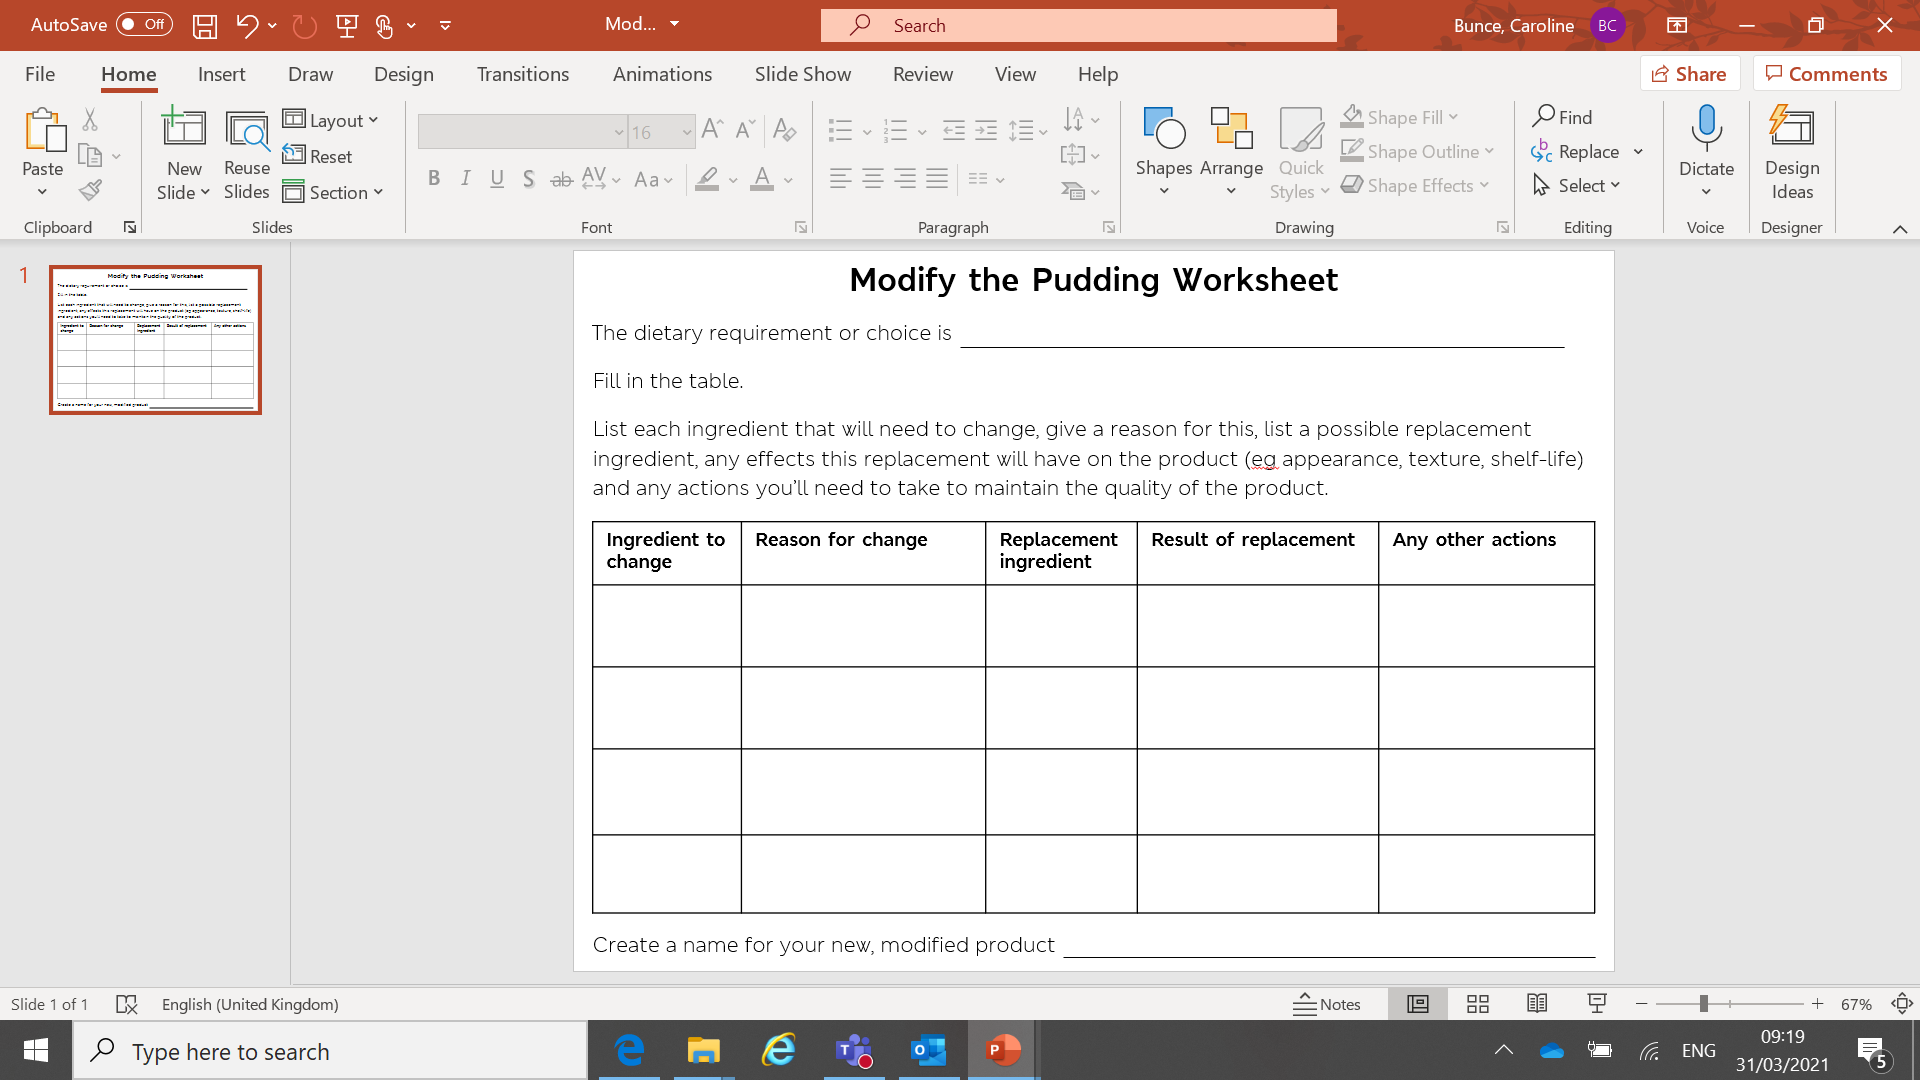 AutoSave Off Mod... Search Bunce, Caroline BC
File Home Insert Draw Design Transitions Animations Slide Show Review View Help Share Comments
Paste New Slide Reuse Slides Layout Reset Section 16 B I U S ab AV Aa A Shapes Arrange Quick Styles Shape Fill Shape Outline Shape Effects Find Replace Select Dictate Design Ideas
Clipboard Slides Font Paragraph Drawing Editing Voice Designer
1
Modify the Pudding Worksheet
The dietary requirement or choice is
Fill in the table.
List each ingredient that will need to change, give a reason for this, list a possible replacement
ingredient, any effects this replacement will have on the product (eg appearance, texture, shelf-life)
and any actions you'll need to take to maintain the quality of the product.
Ingredient to change Reason for change Replacement ingredient Result of replacement Any other actions
Create a name for your new, modified product
Slide 1 of 1 English (United Kingdom) Notes 67%
Type here to search ENG 09:19
31/03/2021 5